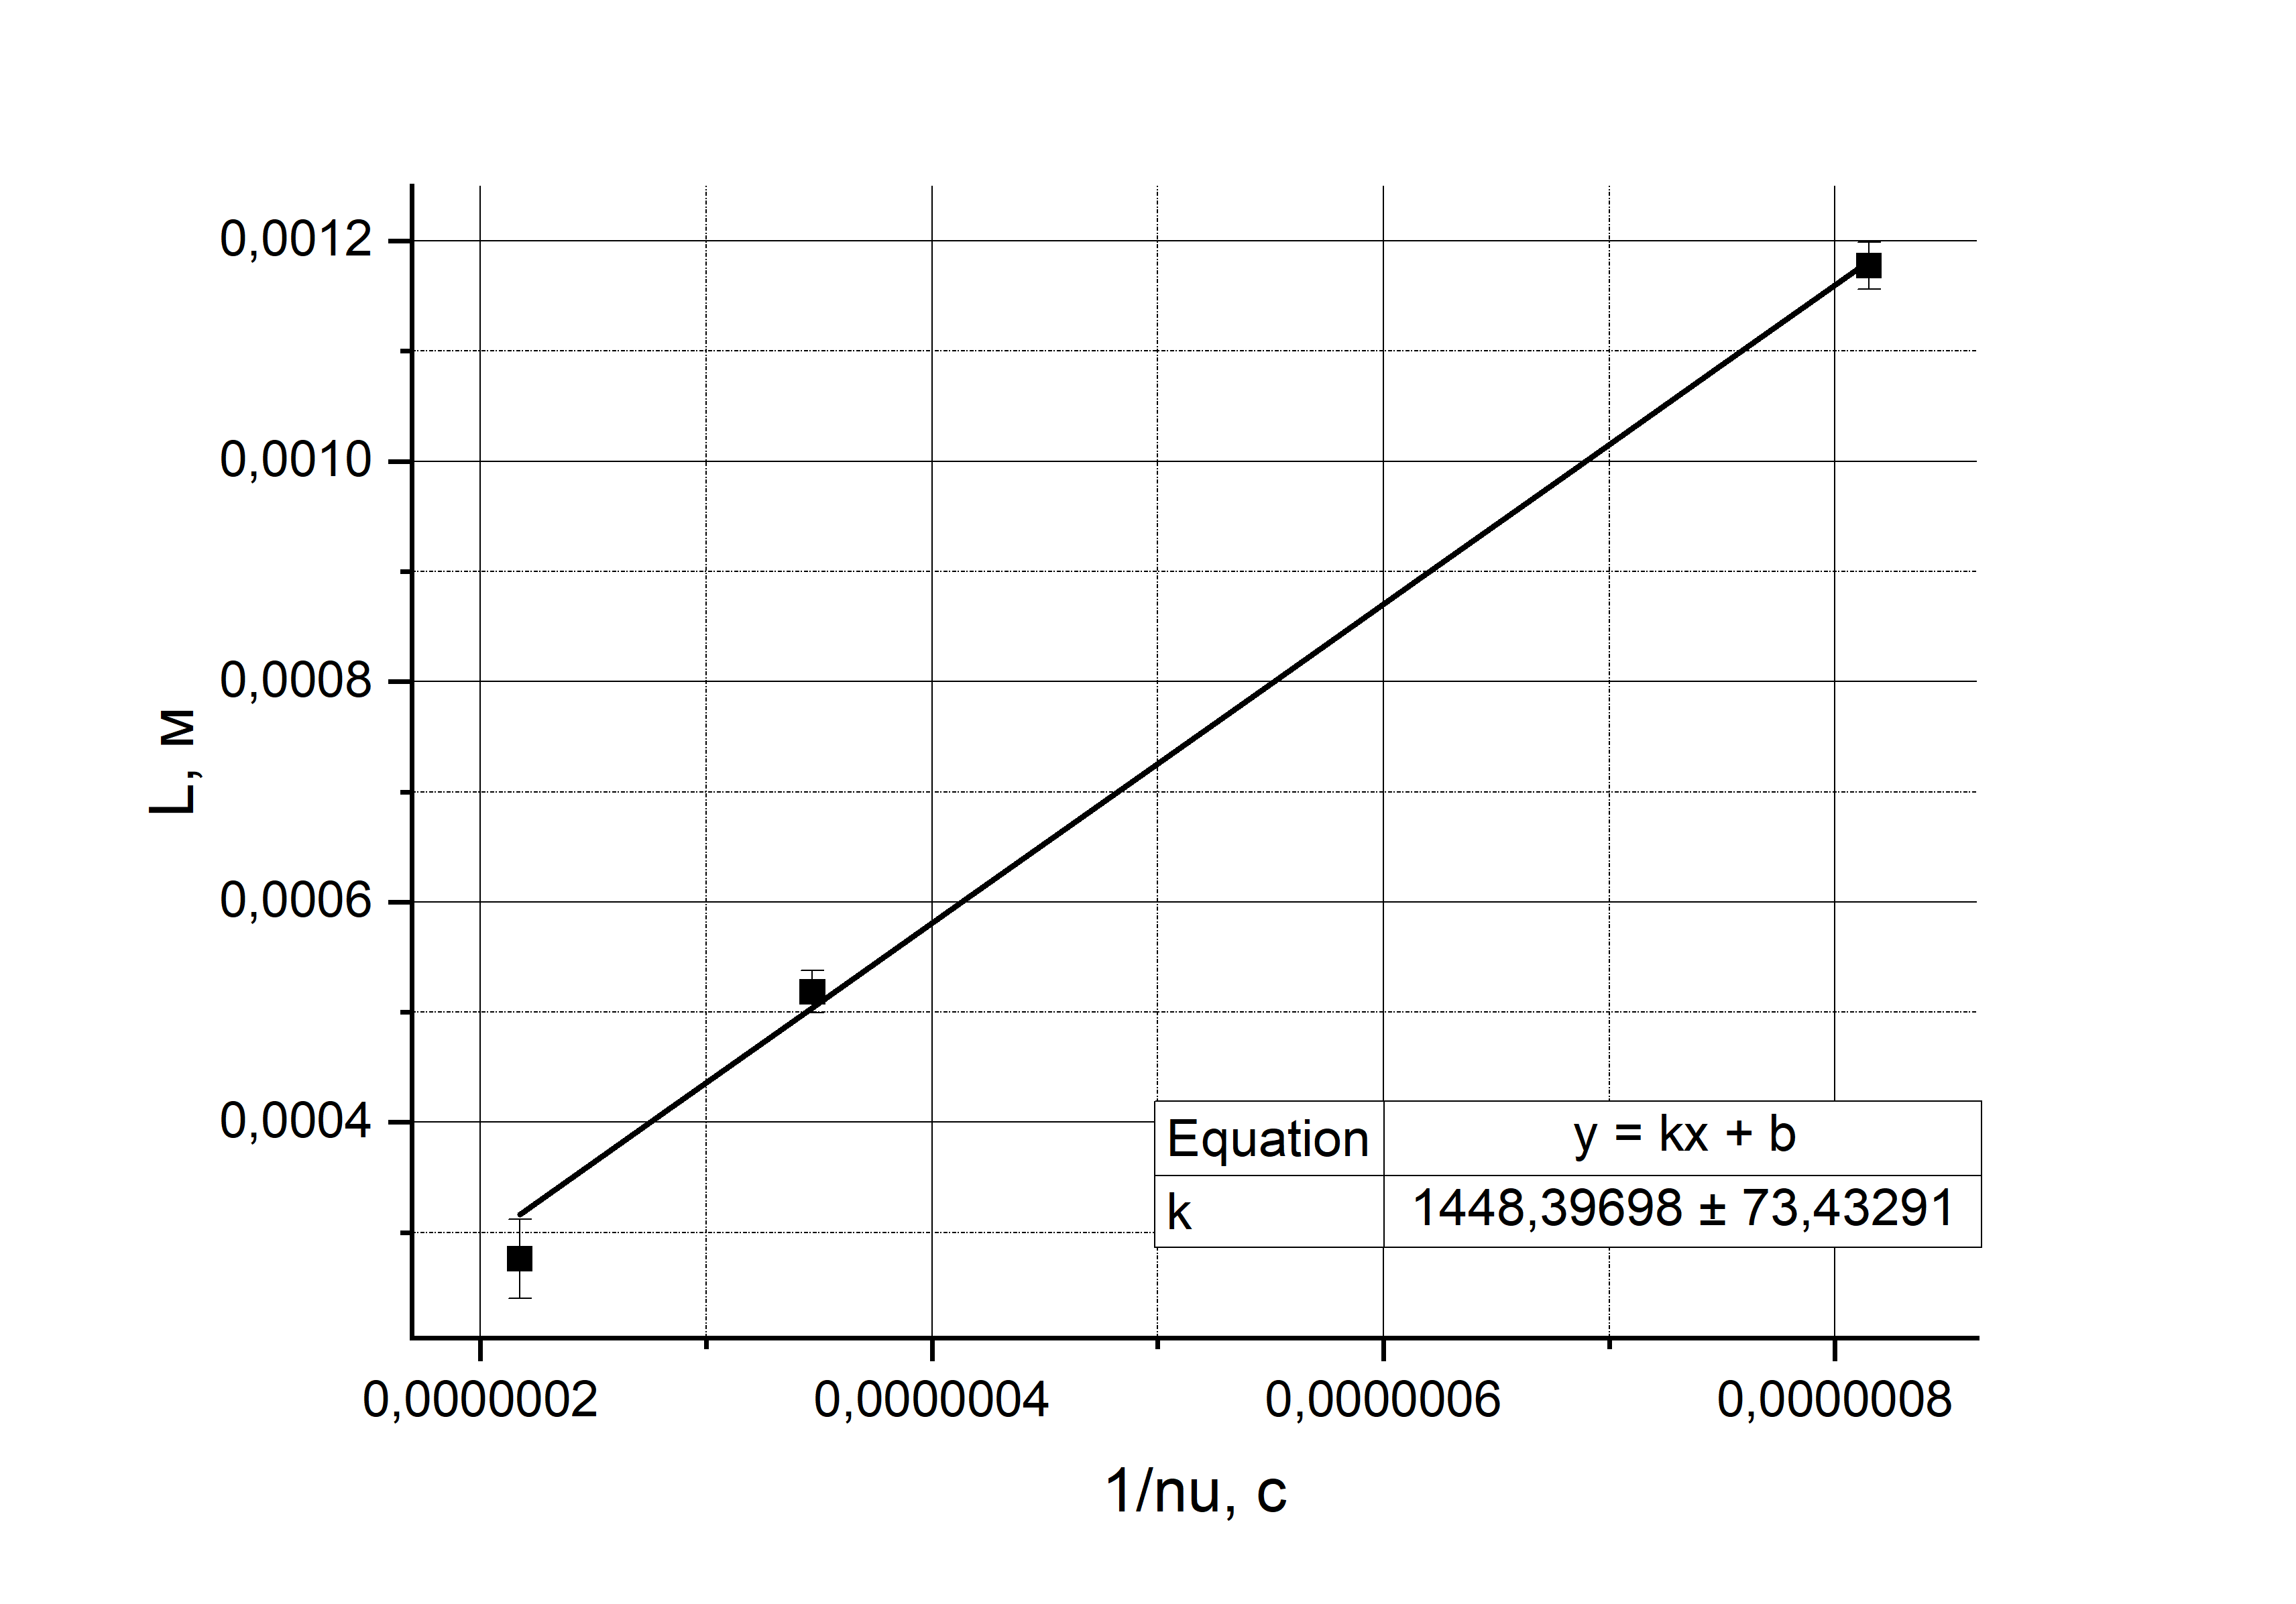 0,0012
0,0010
0,0008
0,0006
0,0004
L, м
Equation y = kx + b
k 1448,39698 ± 73,43291
0,0000002 0,0000004 0,0000006 0,0000008
1/nu, c